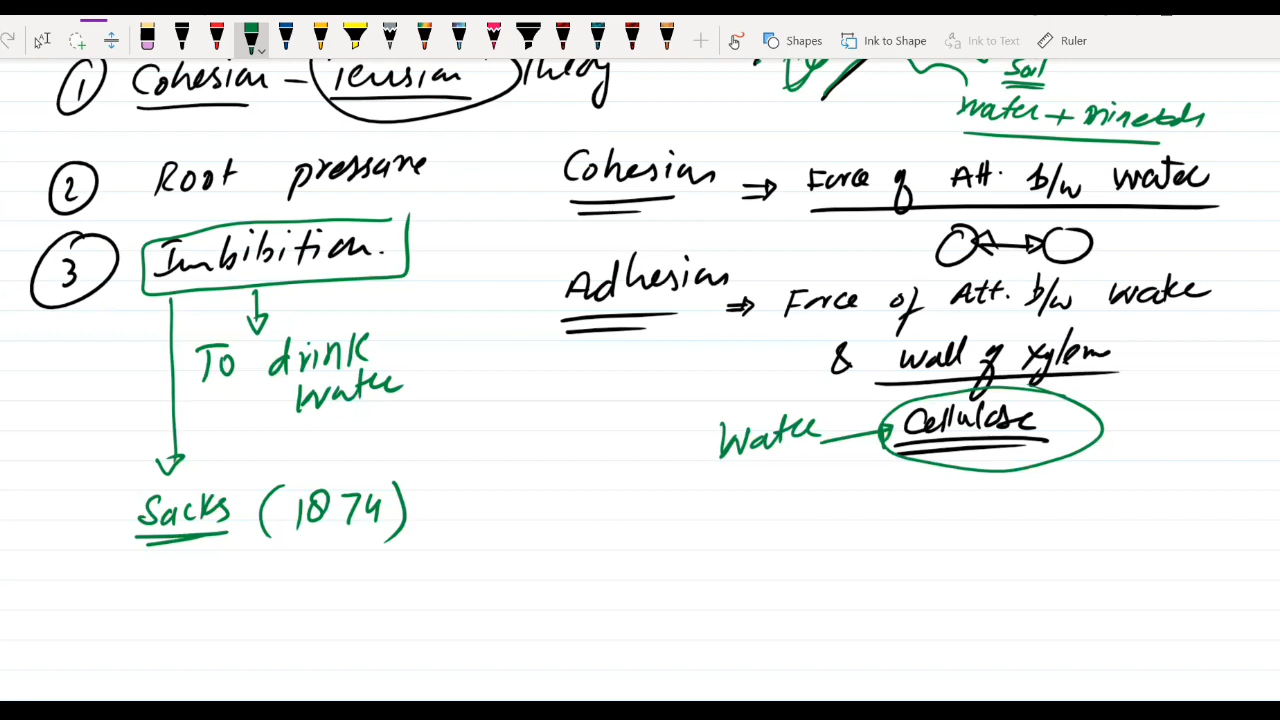 Shapes
Ink to Shape
Ink to Text
Ruler
① Cohesion - Tension Theory
Soil
Water + Minerals
② Root pressure
③ Imbibition.
To drink
water
Sacks (1874)
Cohesion ⇒ Force of Att. b/w water
Adhesion ⇒ Force of Att. b/w water
& wall of xylem
Water → Cellulose